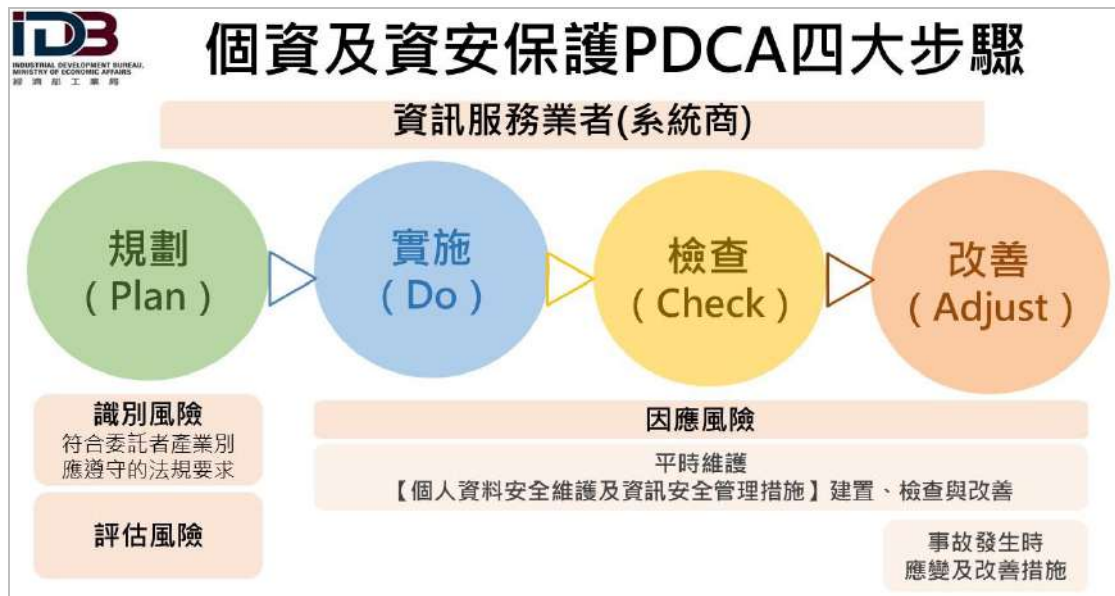 IDB
INDUSTRIAL DEVELOPMENT BUREAU,
MINISTRY OF ECONOMIC AFFAIRS
經濟部工業局
個資及資安保護PDCA四大步驟
資訊服務業者(系統商)
規劃
( Plan )
實施
( Do )
檢查
( Check )
改善
( Adjust )
識別風險
符合委託者產業別
應遵守的法規要求
評估風險
因應風險
平時維護
【個人資料安全維護及資訊安全管理措施】建置、檢查與改善
事故發生時
應變及改善措施